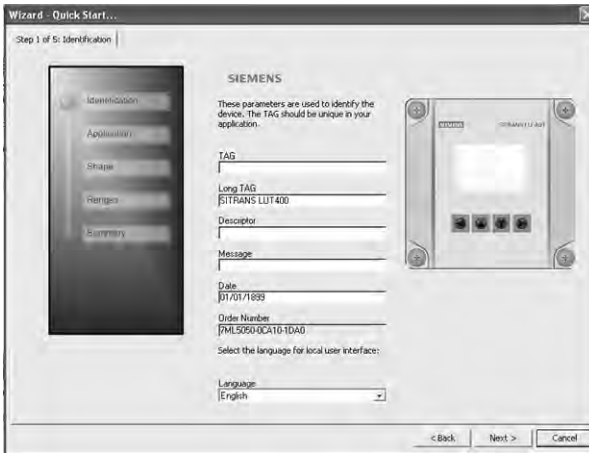 Wizard - Quick Start...
Step 1 of 5: Identification
Identification
Application
Shape
Ranges
Summary
SIEMENS
These parameters are used to identify the
device. The TAG should be unique in your
application.
TAG
Long TAG
SITRANS LUT400
Descriptor
Message
Date
01/01/1899
Order Number
7ML5050-0CA10-1DA0
Select the language for local user interface:
Language
English
SIEMENS
SITRANS LUT400
< Back
Next >
Cancel